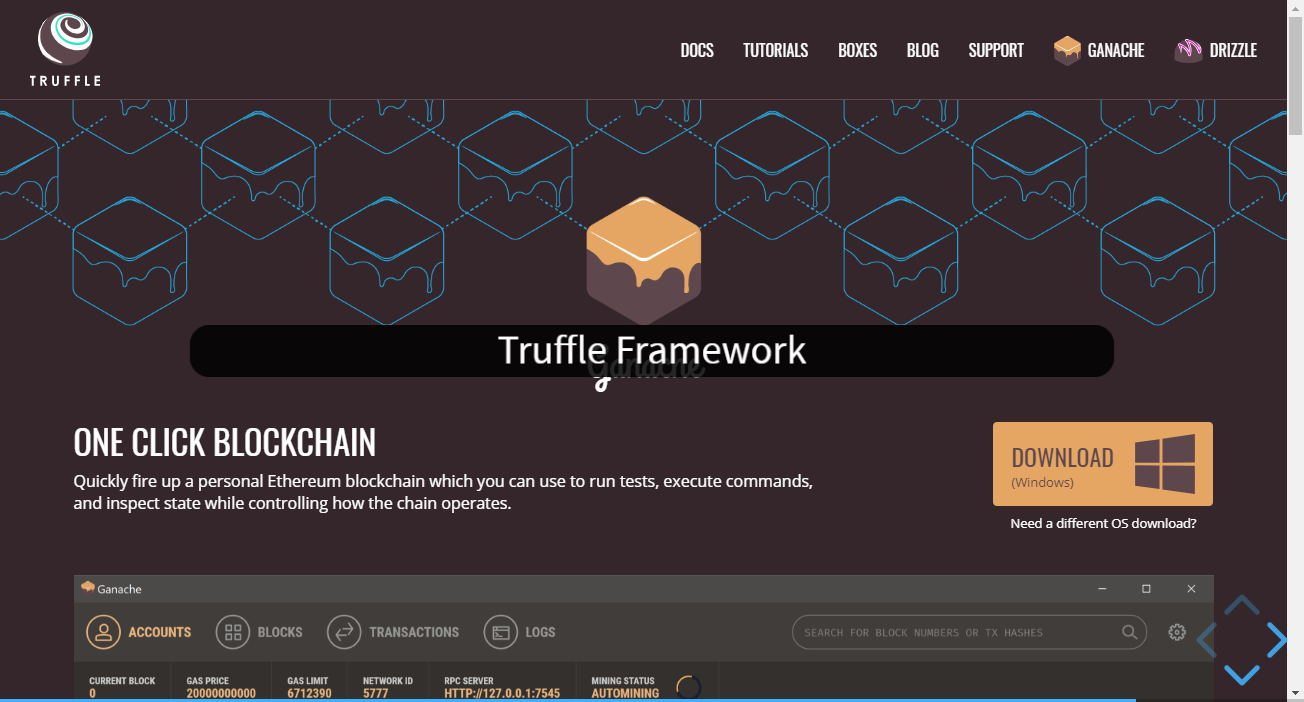 TRUFFLE
DOCS TUTORIALS BOXES BLOG SUPPORT GANACHE DRIZZLE
Truffle Framework
Ganache
ONE CLICK BLOCKCHAIN
Quickly fire up a personal Ethereum blockchain which you can use to run tests, execute commands,
and inspect state while controlling how the chain operates.
DOWNLOAD
(Windows)
Need a different OS download?
Ganache
ACCOUNTS BLOCKS TRANSACTIONS LOGS SEARCH FOR BLOCK NUMBERS OR TX HASHES
CURRENT BLOCK GAS PRICE GAS LIMIT NETWORK ID RPC SERVER MINING STATUS
0 20000000000 6712390 5777 HTTP://127.0.0.1:7545 AUTOMINING